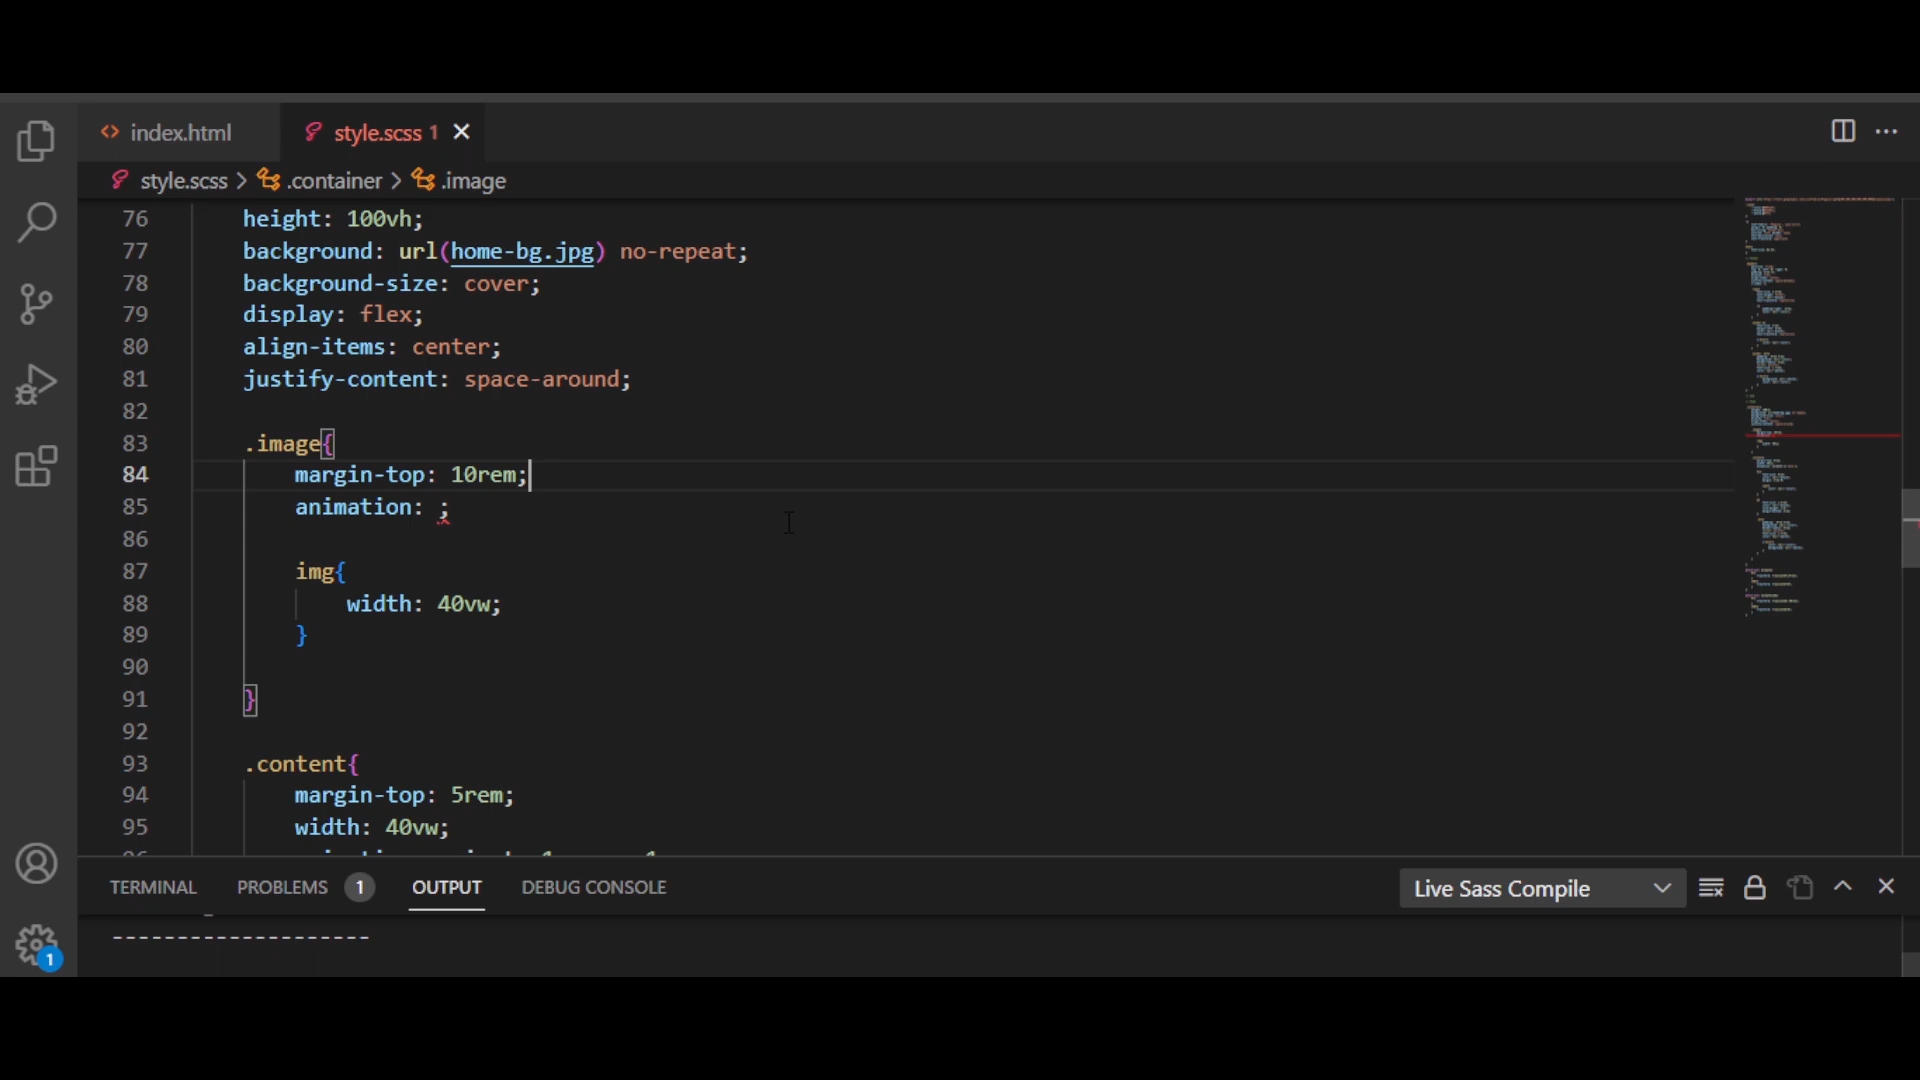 index.html
style.scss 1
style.scss > .container > .image
76 height: 100vh;
77 background: url(home-bg.jpg) no-repeat;
78 background-size: cover;
79 display: flex;
80 align-items: center;
81 justify-content: space-around;
82
83 .image{
84 margin-top: 10rem;
85 animation: ;
86
87 img{
88 width: 40vw;
89 }
90
91 }
92
93 .content{
94 margin-top: 5rem;
95 width: 40vw;
TERMINAL PROBLEMS 1 OUTPUT DEBUG CONSOLE Live Sass Compile
--------------------
1